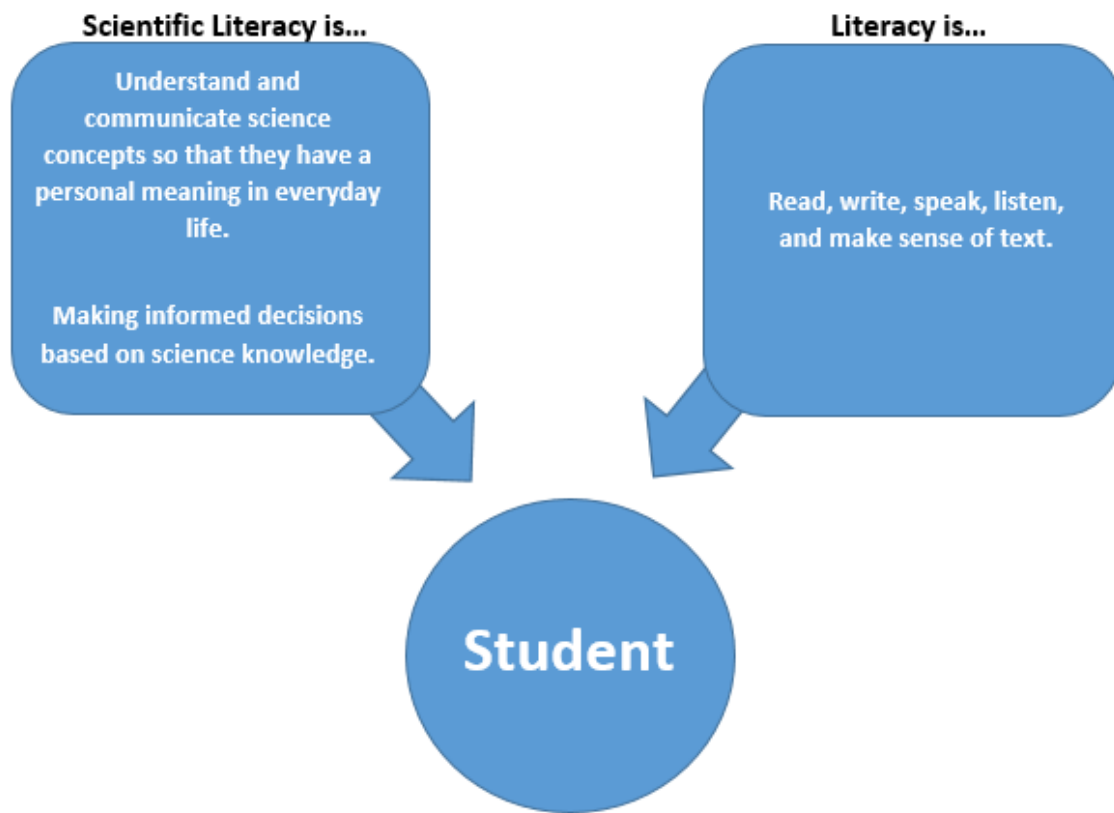 Scientific Literacy is...
Understand and
communicate science
concepts so that they have a
personal meaning in everyday
life.
Making informed decisions
based on science knowledge.
Literacy is...
Read, write, speak, listen,
and make sense of text.
Student